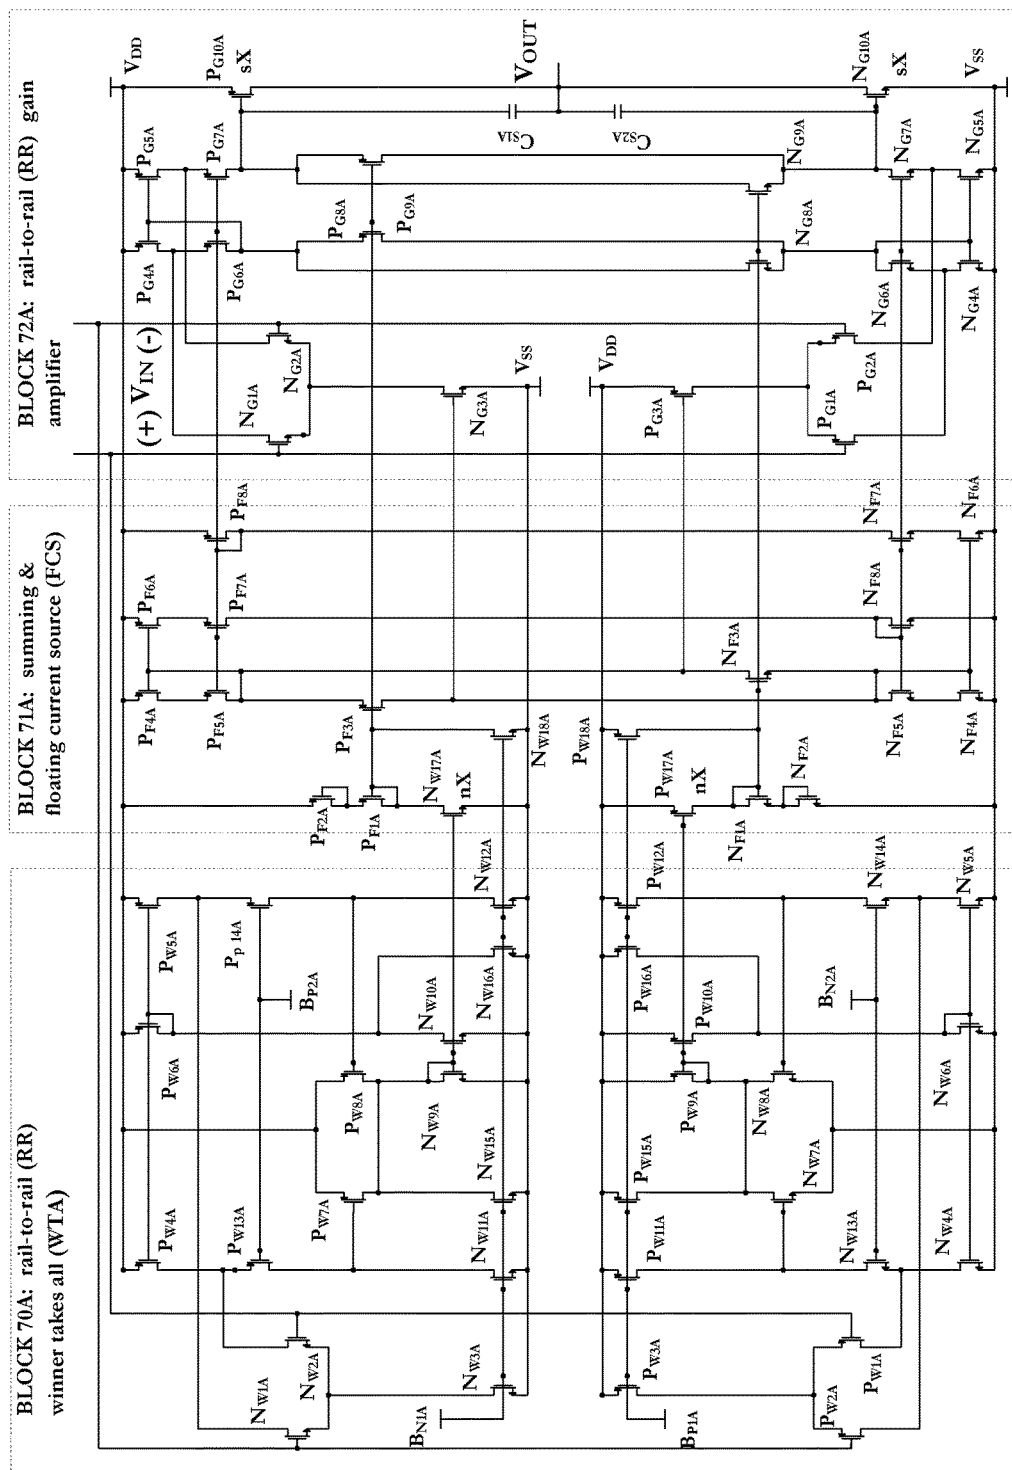 BLOCK 70A: rail-to-rail (RR)
winner takes all (WTA)
BLOCK 71A: summing &
floating current source (FCS)
BLOCK 72A: rail-to-rail (RR) gain
amplifier
VDD
PW4A
PW6A
PW5A
PW13A
Pp 14A
BP2A
NW1A
NW2A
PW7A
PW8A
NW9A
NW10A
NW3A
NW11A
NW15A
NW16A
NW12A
BN1A
BP1A
PW3A
PW11A
PW15A
PW9A
PW10A
PW16A
PW12A
PW2A
PW1A
NW7A
NW8A
NW13A
BN2A
NW14A
NW4A
NW6A
NW5A
PF2A
PF1A
NW17A
nX
NW18A
PF4A
PF6A
PF5A
PF7A
PF8A
PF3A
PW18A
PW17A
nX
NF1A
NF2A
NF3A
NF5A
NF8A
NF7A
NF4A
NF6A
(+) VIN (-)
NG1A
NG2A
NG3A
VSS
VDD
PG3A
PG1A
PG2A
PG4A
PG5A
PG6A
PG7A
PG8A
PG9A
PG10A
sX
CS1A
VOUT
CS2A
NG8A
NG9A
NG6A
NG7A
NG10A
sX
NG4A
NG5A
VSS